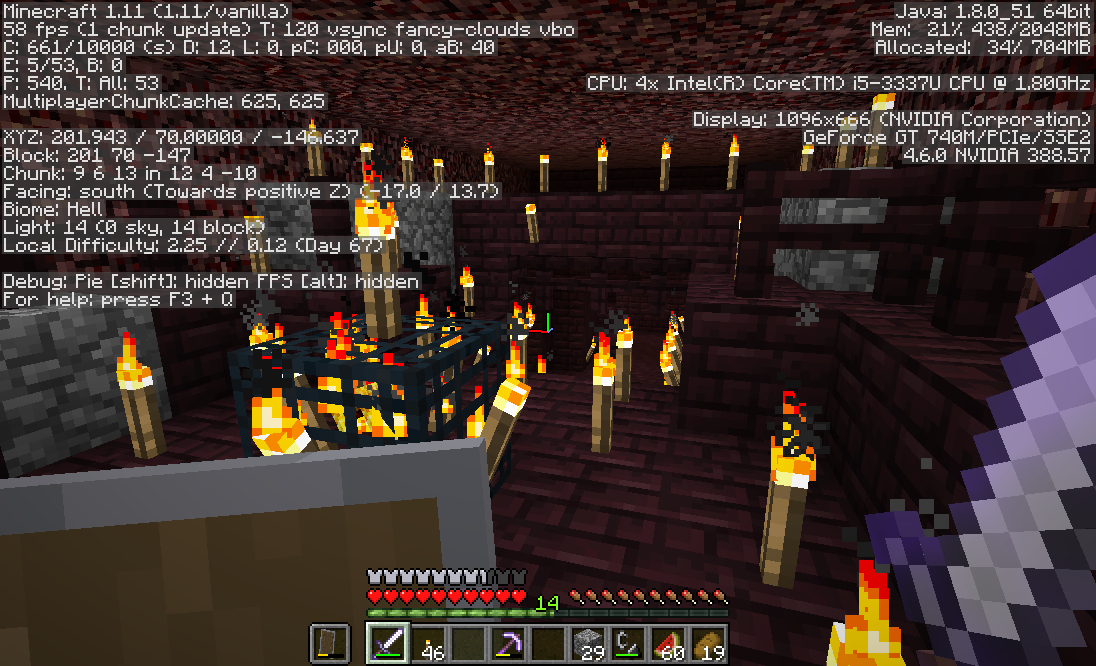 Minecraft 1.11 (1.11/vanilla)
58 fps (1 chunk update) T: 120 vsync fancy-clouds vbo
C: 661/10000 (s) D: 12, L: 0, pC: 000, pU: 0, aB: 40
E: 5/53, B: 0
P: 540. T: All: 53
MultiplayerChunkCache: 625, 625
XYZ: 201.943 / 70.00000 / -146.637
Block: 201 70 -147
Chunk: 9 6 13 in 12 4 -10
Facing: south (Towards positive Z) (-17.0 / 13.7)
Biome: Hell
Light: 14 (0 sky, 14 block)
Local Difficulty: 2.25 // 0.12 (Day 67)
Debug: Pie [shift]: hidden FPS [alt]: hidden
For help: press F3 + Q
Java: 1.8.0_51 64bit
Mem: 21% 438/2048MB
Allocated: 34% 704MB
CPU: 4x Intel(R) Core(TM) i5-3337U CPU @ 1.80GHz
Display: 1096x666 (NVIDIA Corporation)
GeForce GT 740M/PCIe/SSE2
4.6.0 NVIDIA 388.57
14
46 29 60 19